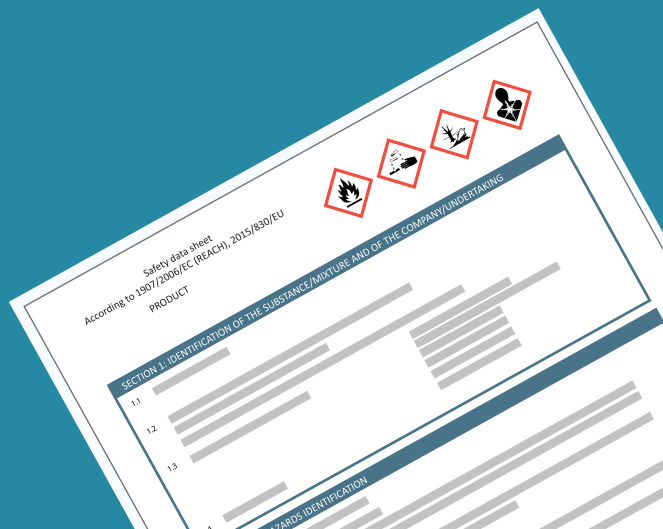 Safety data sheet
According to 1907/2006/EC (REACH), 2015/830/EU
PRODUCT
SECTION 1: IDENTIFICATION OF THE SUBSTANCE/MIXTURE AND OF THE COMPANY/UNDERTAKING
1.1
1.2
1.3
IDENTIFICATION